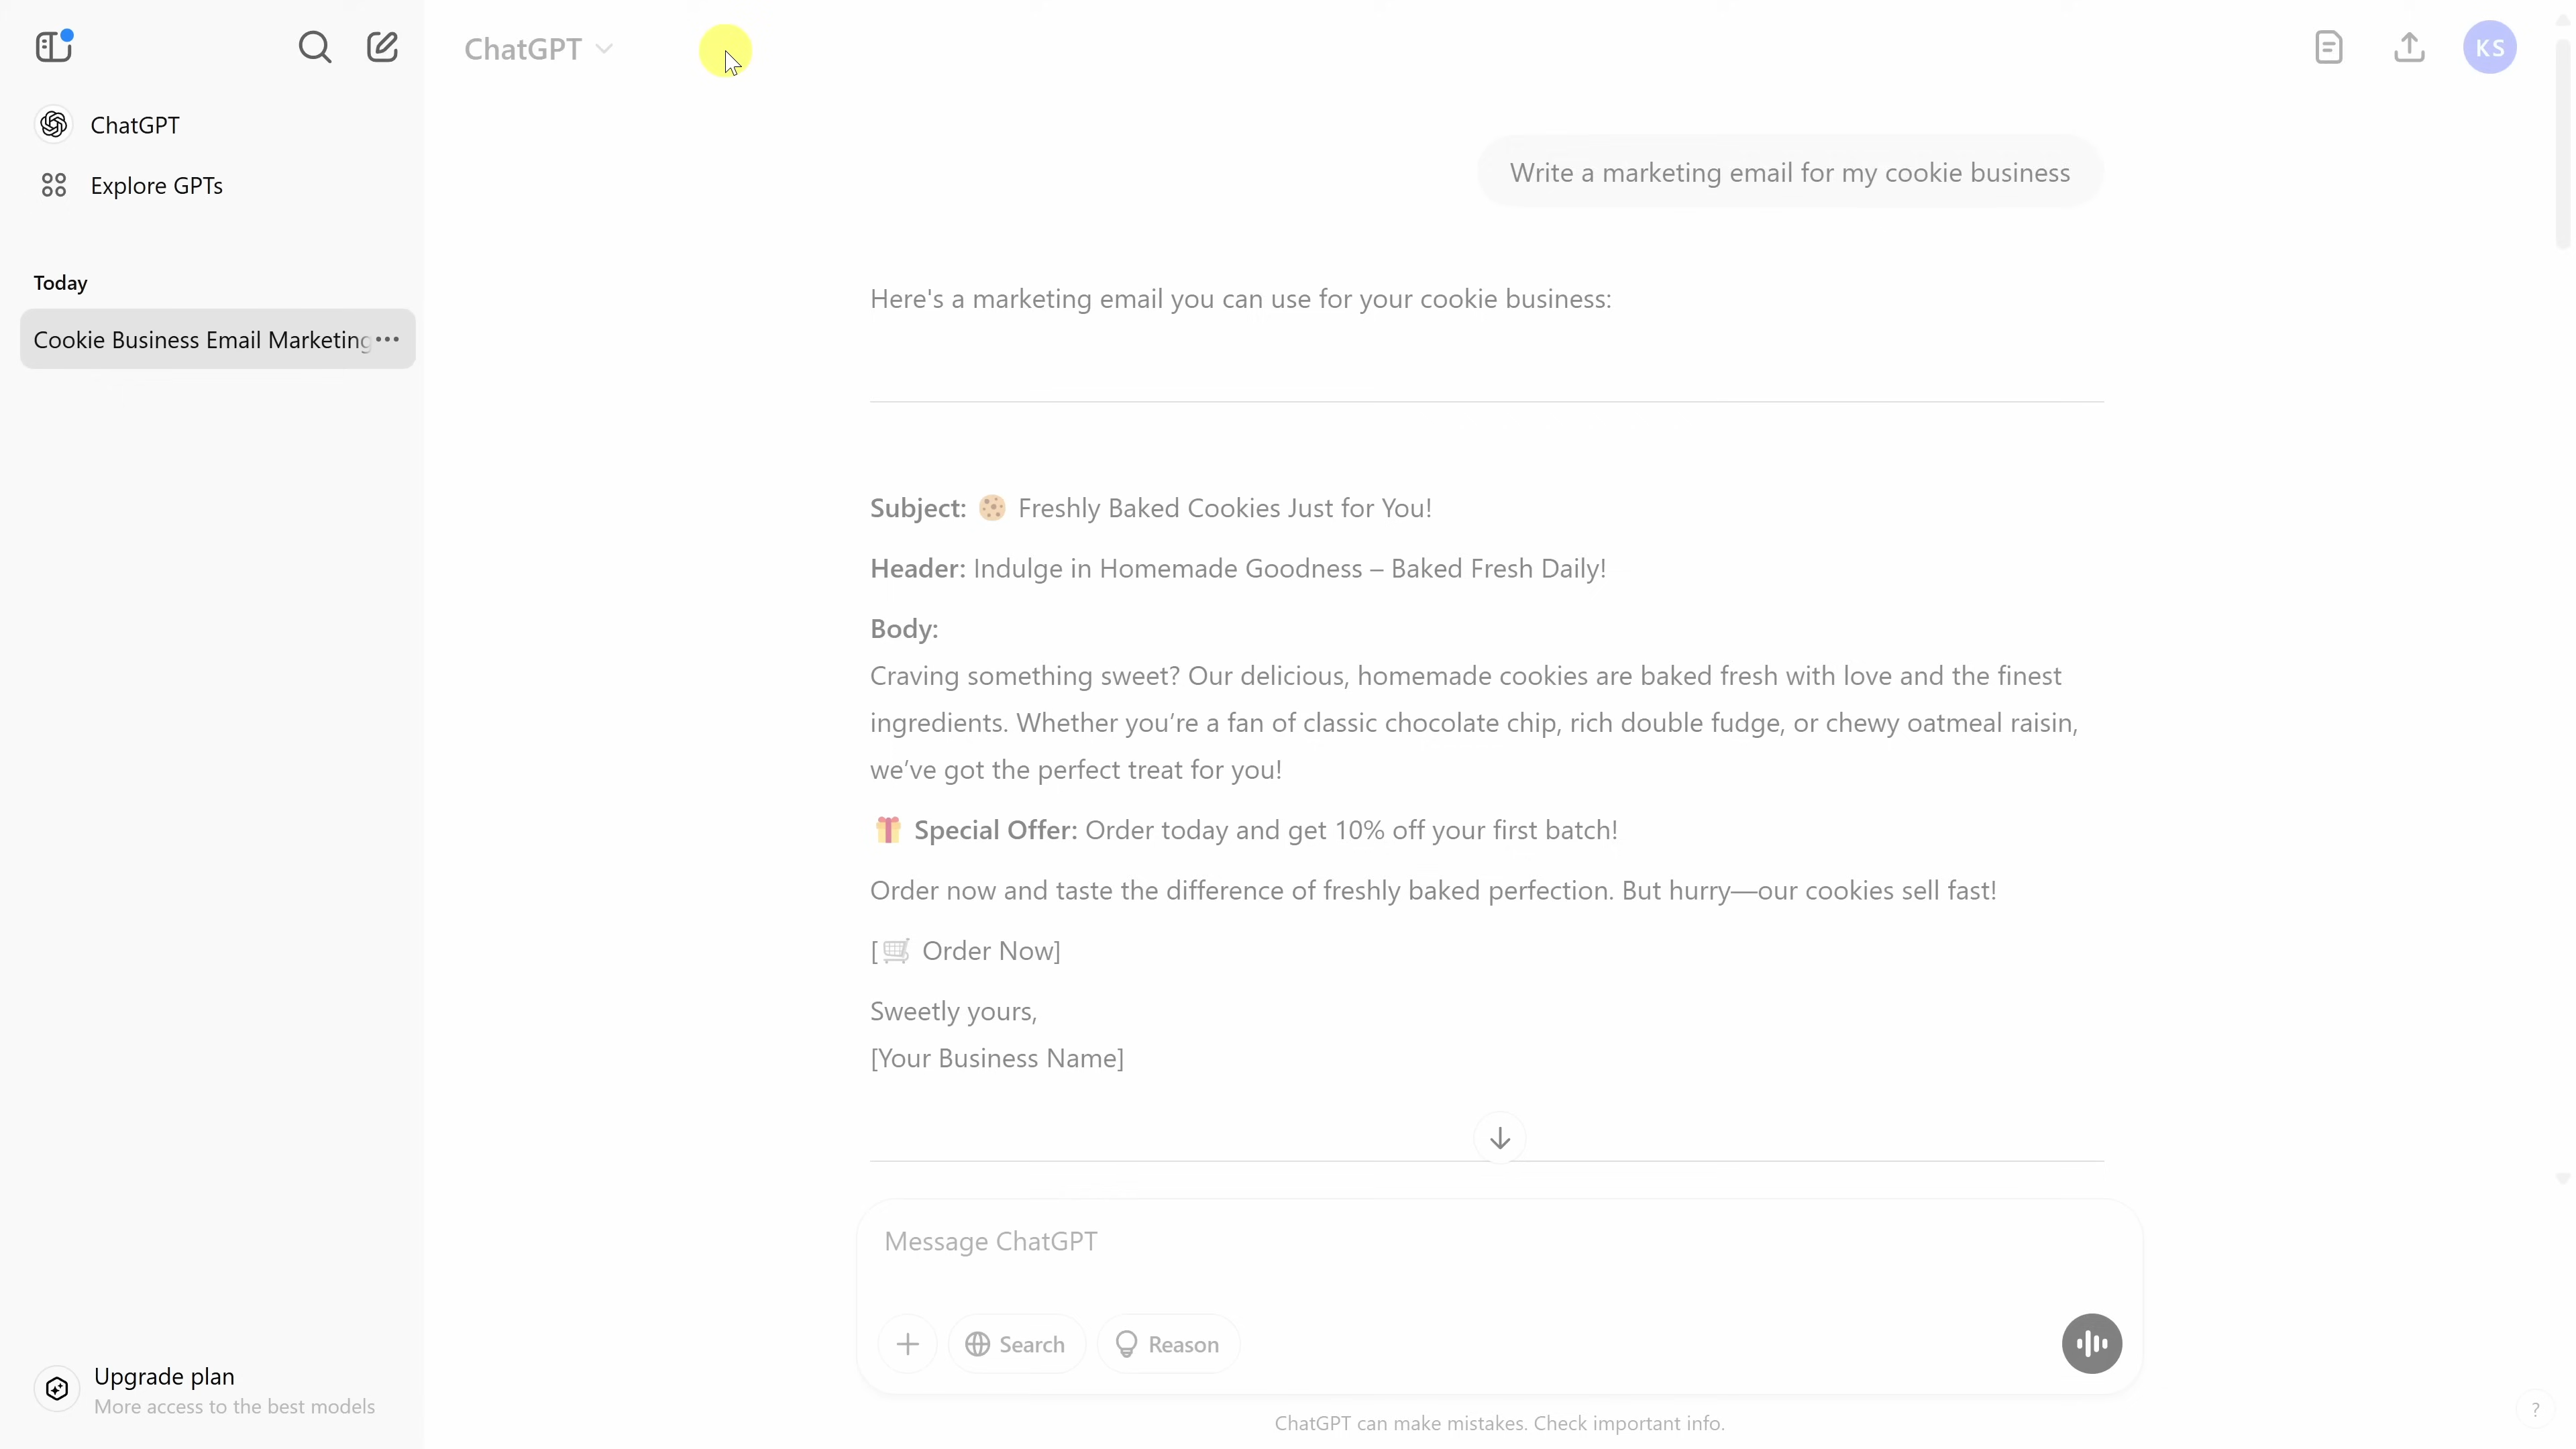 ChatGPT
KS
ChatGPT
Explore GPTs
Today
Cookie Business Email Marketing
Write a marketing email for my cookie business
Here's a marketing email you can use for your cookie business:
Subject: 🍪 Freshly Baked Cookies Just for You!
Header: Indulge in Homemade Goodness – Baked Fresh Daily!
Body:
Craving something sweet? Our delicious, homemade cookies are baked fresh with love and the finest
ingredients. Whether you’re a fan of classic chocolate chip, rich double fudge, or chewy oatmeal raisin,
we’ve got the perfect treat for you!
🎁 Special Offer: Order today and get 10% off your first batch!
Order now and taste the difference of freshly baked perfection. But hurry—our cookies sell fast!
[🛒 Order Now]
Sweetly yours,
[Your Business Name]
Message ChatGPT
Search
Reason
Upgrade plan
More access to the best models
ChatGPT can make mistakes. Check important info.
?